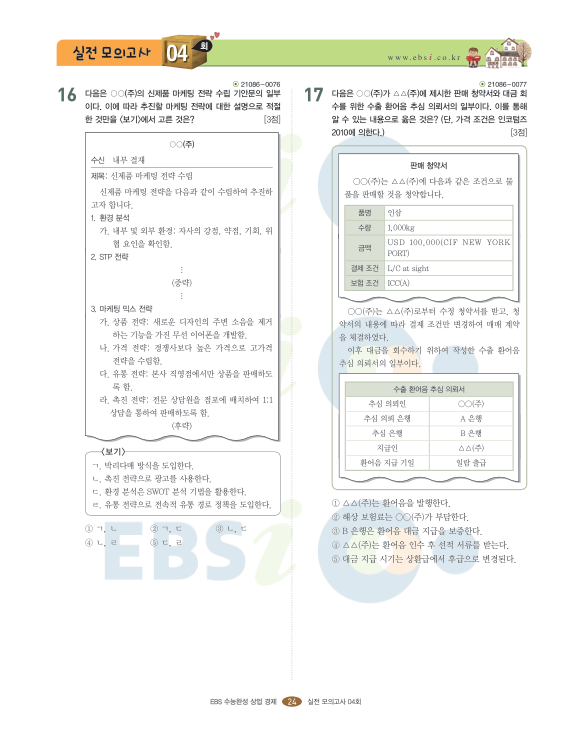 실전 모의고사 04 회
www.ebsi.co.kr
21086-0076
16 다음은 ○○(주)의 신제품 마케팅 전략 수립 기안문의 일부
이다. 이에 따라 추진할 마케팅 전략에 대한 설명으로 적절
한 것만을 〈보기〉에서 고른 것은? [3점]
○○(주)
수신 내부 결재
제목: 신제품 마케팅 전략 수립
신제품 마케팅 전략을 다음과 같이 수립하여 추진하
고자 합니다.
1. 환경 분석
가. 내부 및 외부 환경: 자사의 강점, 약점, 기회, 위
협 요인을 확인함.
2. STP 전략
⋮
(중략)
⋮
3. 마케팅 믹스 전략
가. 상품 전략: 새로운 디자인의 주변 소음을 제거
하는 기능을 가진 무선 이어폰을 개발함.
나. 가격 전략: 경쟁사보다 높은 가격으로 고가격
전략을 수립함.
다. 유통 전략: 본사 직영점에서만 상품을 판매하도
록 함.
라. 촉진 전략: 전문 상담원을 점포에 배치하여 1:1
상담을 통하여 판매하도록 함.
(후략)
〈보기〉
ㄱ. 박리다매 방식을 도입한다.
ㄴ. 촉진 전략으로 광고를 사용한다.
ㄷ. 환경 분석은 SWOT 분석 기법을 활용한다.
ㄹ. 유통 전략으로 전속적 유통 경로 정책을 도입한다.
① ㄱ, ㄴ ② ㄱ, ㄷ ③ ㄴ, ㄷ
④ ㄴ, ㄹ ⑤ ㄷ, ㄹ
21086-0077
17 다음은 ○○(주)가 △△(주)에게 제시한 판매 청약서와 대금 회
수를 위한 수출 환어음 추심 의뢰서의 일부이다. 이를 통해
알 수 있는 내용으로 옳은 것은? (단, 가격 조건은 인코텀즈
2010에 의한다.) [3점]
판매 청약서
○○(주)는 △△(주)에 다음과 같은 조건으로 물
품을 판매할 것을 청약합니다.
품명 인삼
수량 1,000kg
금액 USD 100,000(CIF NEW YORK
PORT)
결제 조건 L/C at sight
보험 조건 ICC(A)
○○(주)는 △△(주)로부터 수정 청약서를 받고, 청
약서의 내용에 따라 결제 조건만 변경하여 매매 계약
을 체결하였다.
이후 대금을 회수하기 위하여 작성한 수출 환어음
추심 의뢰서의 일부이다.
수출 환어음 추심 의뢰서
추심 의뢰인 ○○(주)
추심 의뢰 은행 A 은행
추심 은행 B 은행
지급인 △△(주)
환어음 지급 기일 일람 출급
① △△(주)는 환어음을 발행한다.
② 해상 보험료는 ○○(주)가 부담한다.
③ B 은행은 환어음 대금 지급을 보증한다.
④ △△(주)는 환어음 인수 후 선적 서류를 받는다.
⑤ 대금 지급 시기는 상환급에서 후급으로 변경된다.
EBS 수능완성 상업 경제 24 실전 모의고사 04회
EBSi